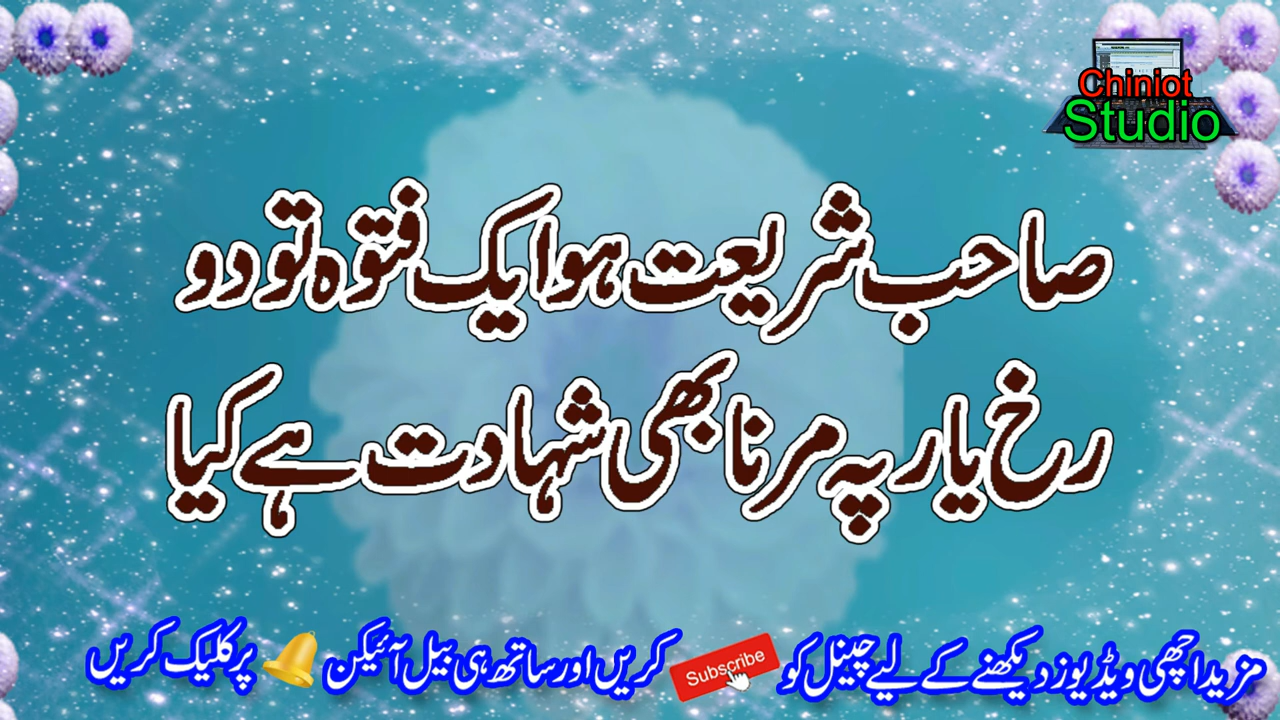 Chiniot
Studio
صاحب شریعت ہو ایک فتوہ تو دو
رخ یار پہ مرنا بھی شہادت ہے کیا
مزید اچھی ویڈیوز دیکھنے کے لیے چینل کو Subscribe کریں اور ساتھ ہی بیل آئیکن 🔔 پر کلیک کریں